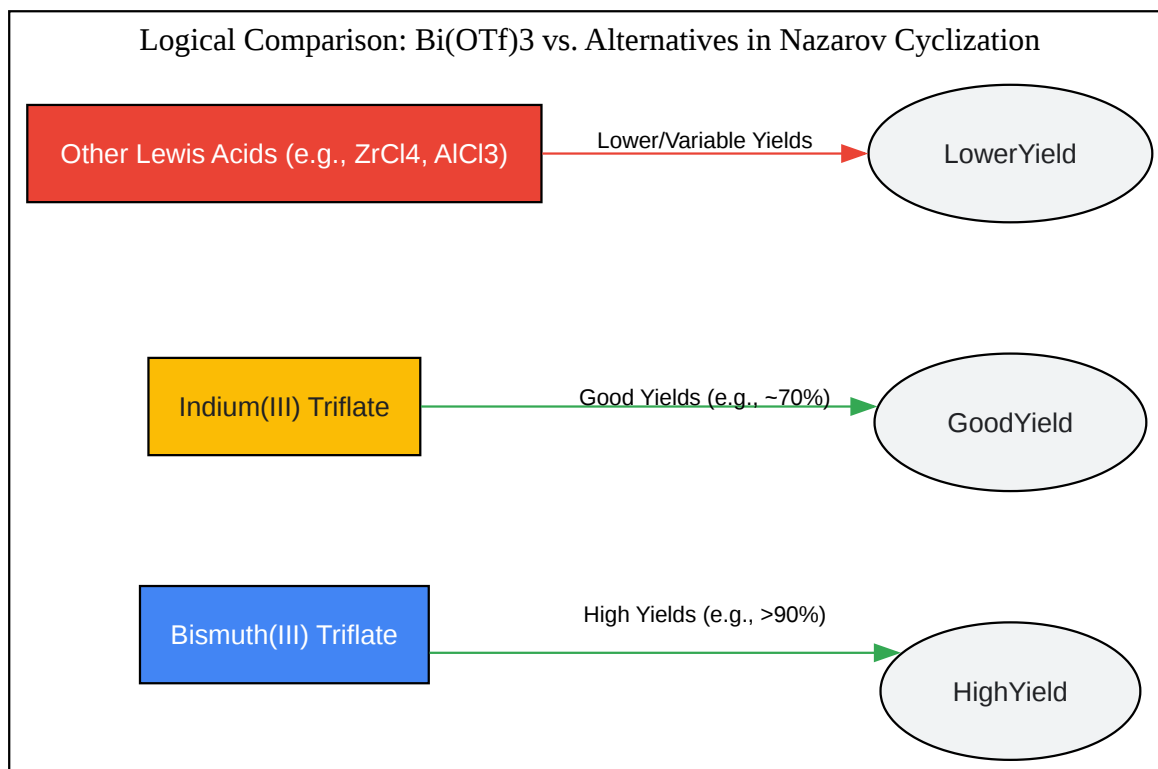 Logical Comparison: Bi(OTf)3 vs. Alternatives in Nazarov Cyclization
Other Lewis Acids (e.g., ZrCl4, AlCl3)
Lower/Variable Yields
LowerYield
Indium(III) Triflate
Good Yields (e.g., ~70%)
GoodYield
Bismuth(III) Triflate
High Yields (e.g., >90%)
HighYield